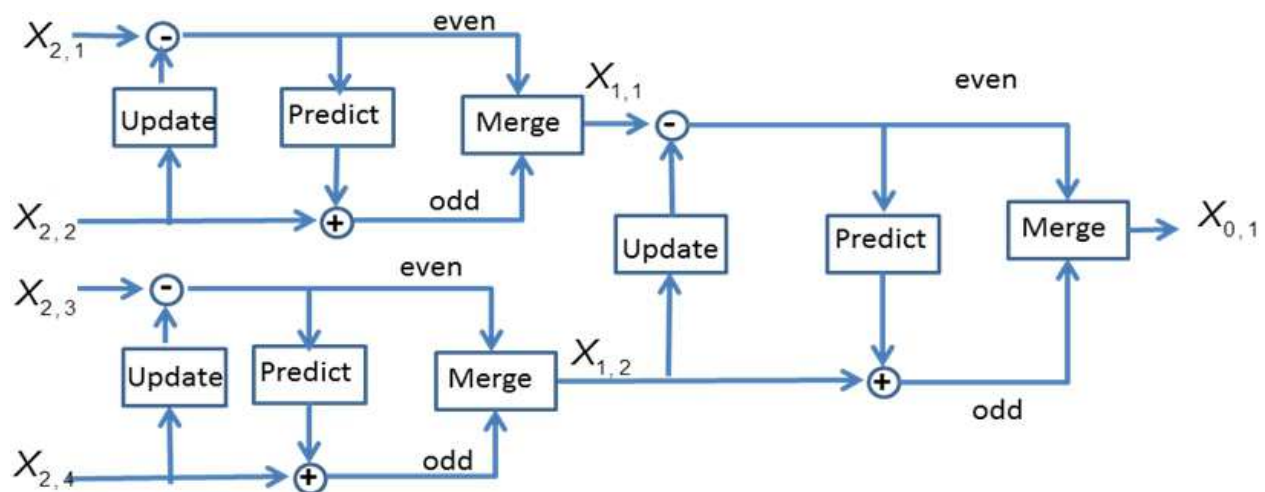 X2,1
-
even
Update
Predict
Merge
X2,2
+
odd
X2,3
-
even
Update
Predict
Merge
X2,4
+
odd
X1,1
-
even
Update
Predict
Merge
X0,1
X1,2
+
odd